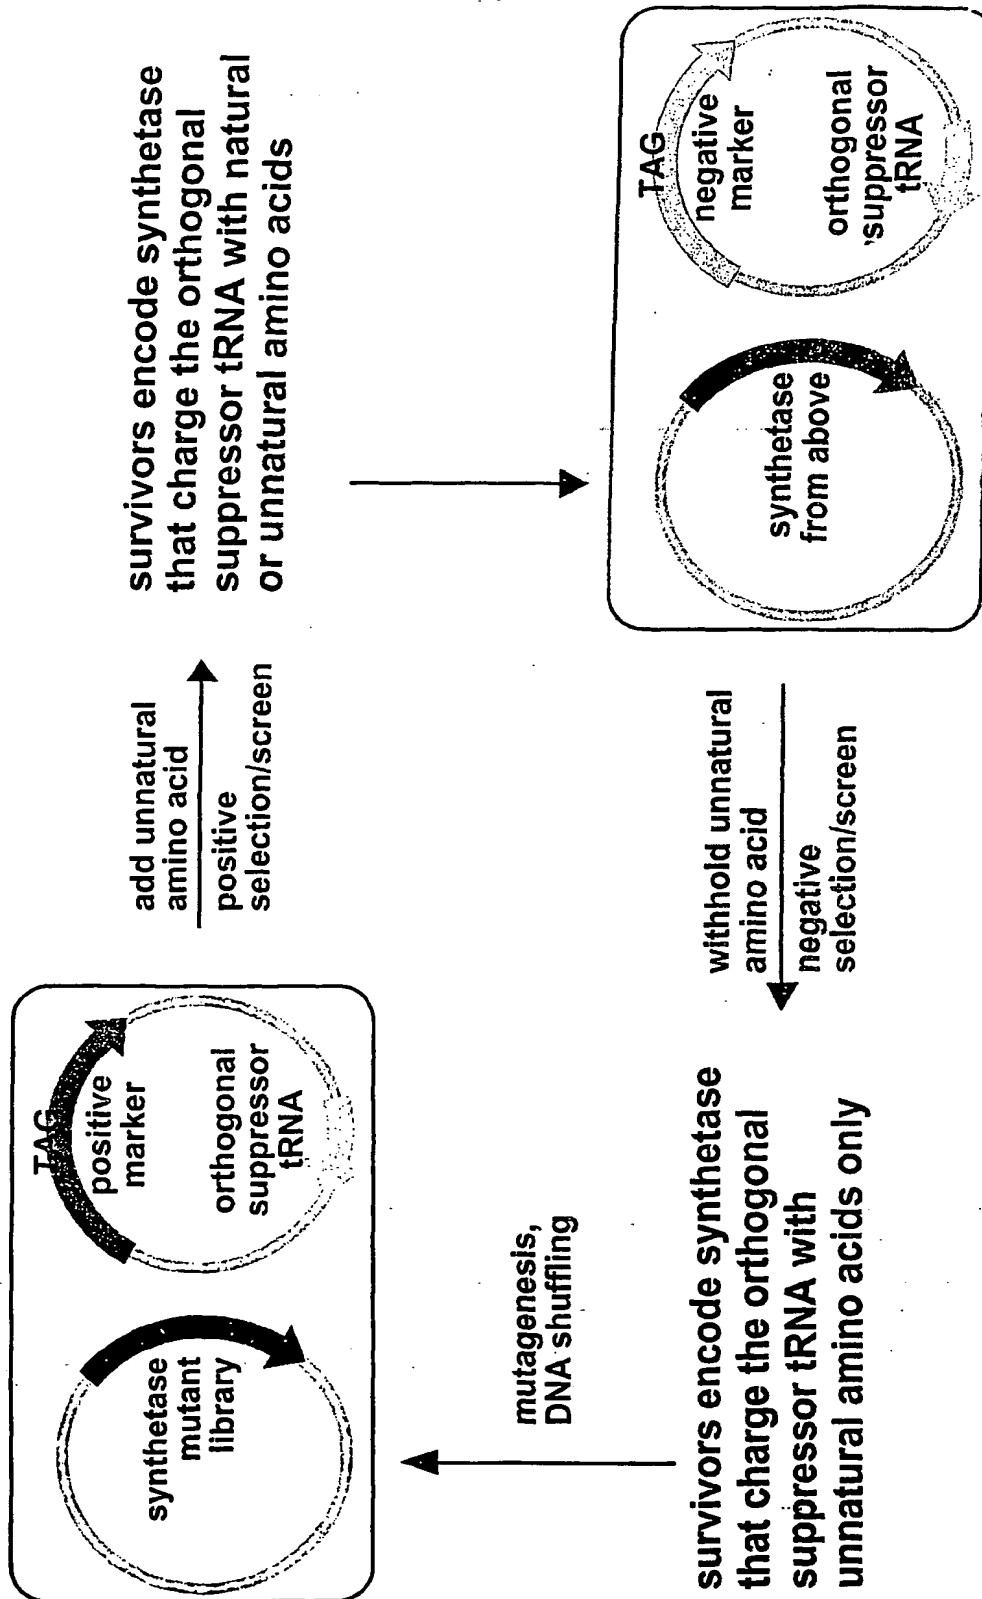 synthetase
mutant
library
TAG
positive
marker
orthogonal
suppressor
tRNA
add unnatural
amino acid
positive
selection/screen
survivors encode synthetase
that charge the orthogonal
suppressor tRNA with natural
or unnatural amino acids
synthetase
from above
TAG
negative
marker
orthogonal
'suppressor
tRNA
withhold unnatural
amino acid
negative
selection/screen
survivors encode synthetase
that charge the orthogonal
suppressor tRNA with
unnatural amino acids only
mutagenesis,
DNA shuffling